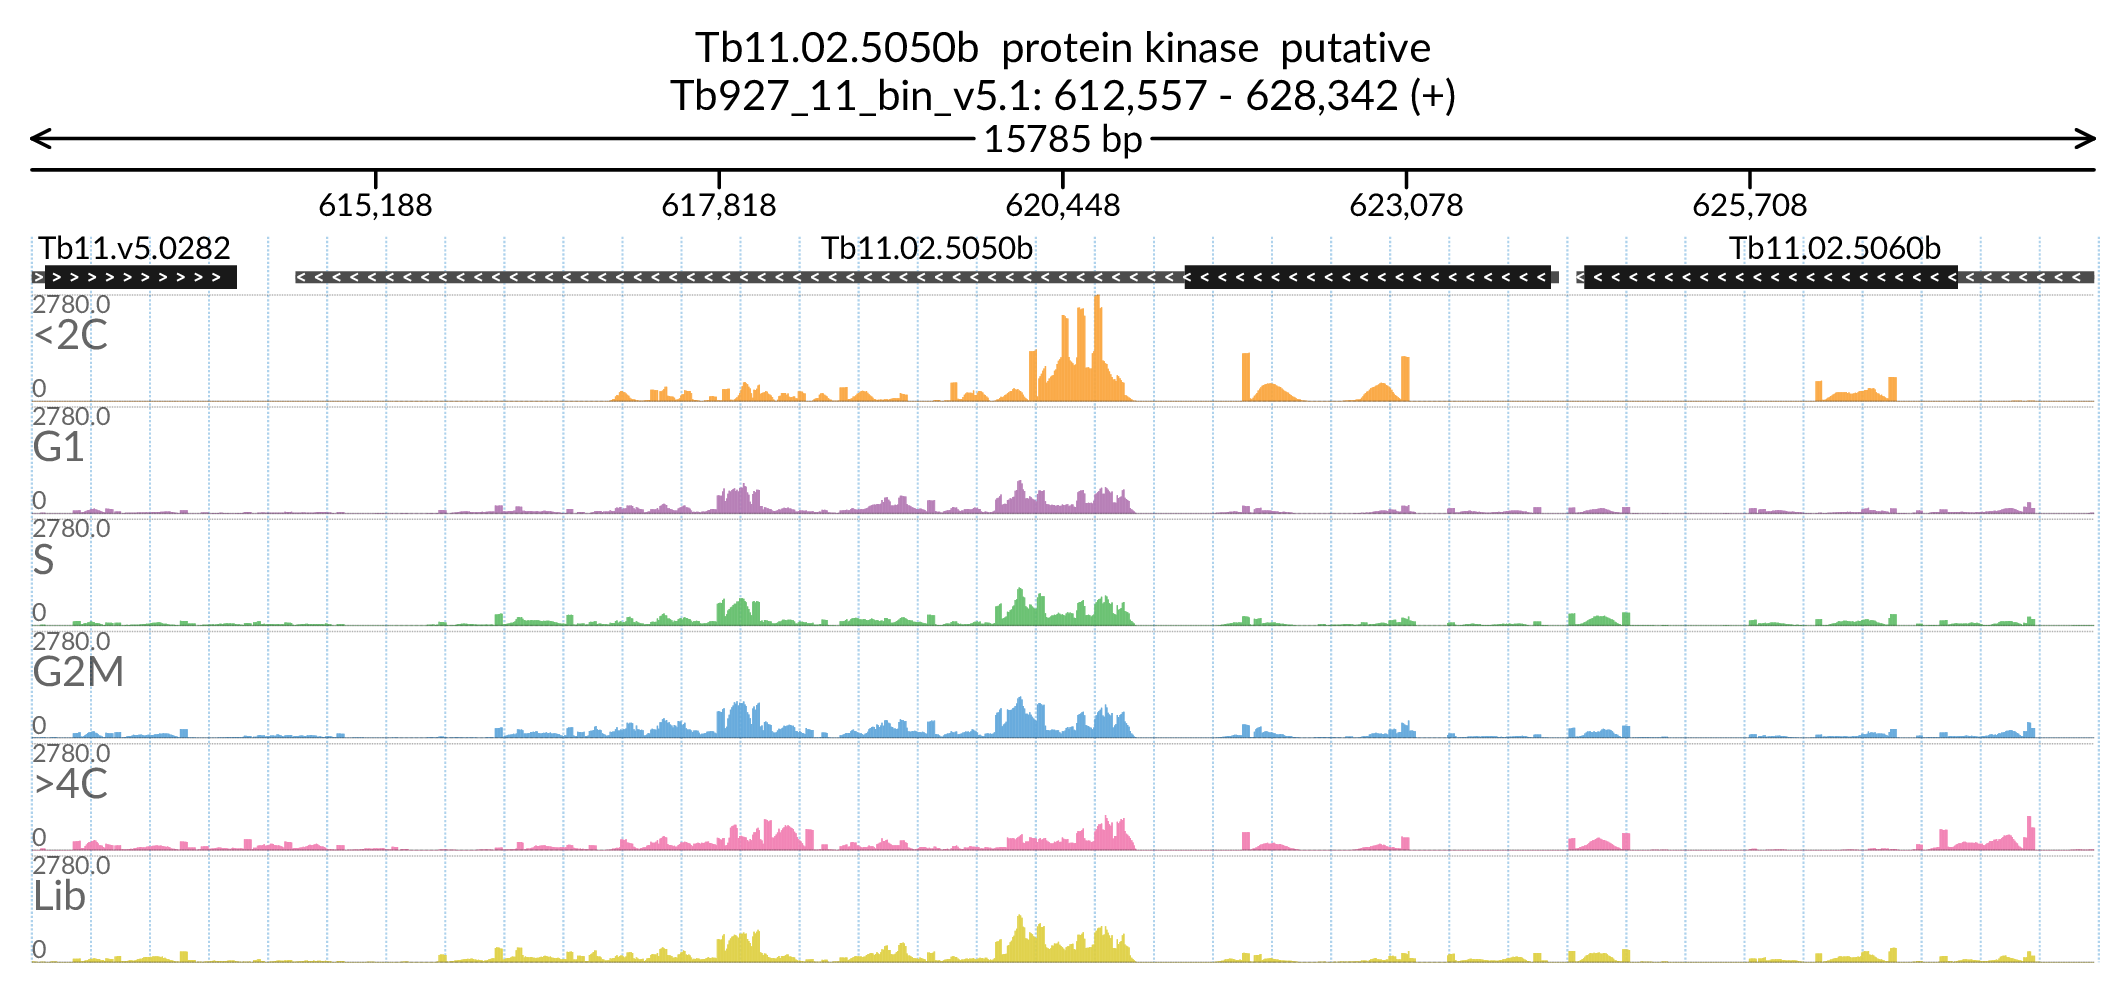 Tb11.02.5050b  protein kinase  putative
Tb927_11_bin_v5.1: 612,557 - 628,342 (+)
15785 bp
615,188 617,818 620,448 623,078 625,708
Tb11.v5.0282 Tb11.02.5050b Tb11.02.5060b
2780.0
<2C
0
2780.0
G1
0
2780.0
S
0
2780.0
G2M
0
2780.0
>4C
0
2780.0
Lib
0